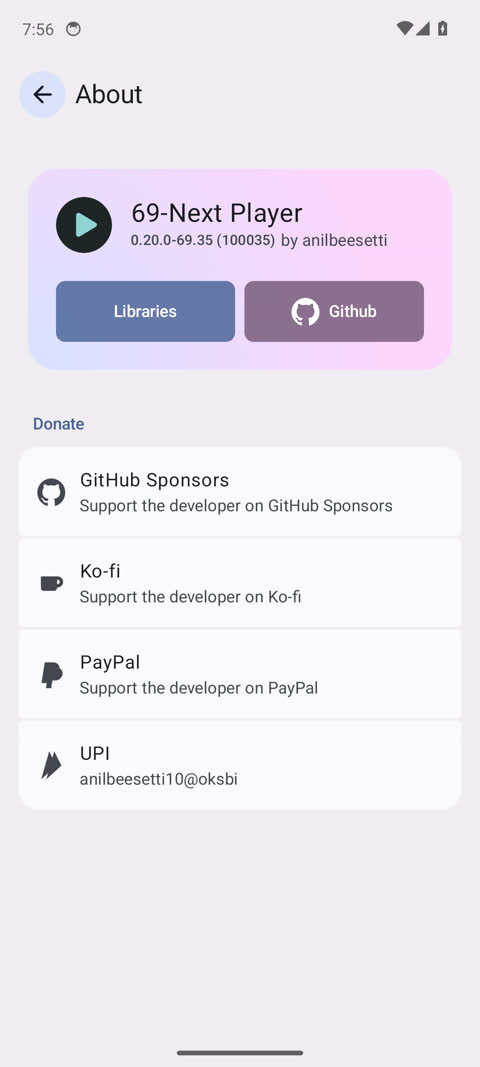 7:56
About
69-Next Player
0.20.0-69.35 (100035) by anilbeesetti
Libraries
Github
Donate
GitHub Sponsors
Support the developer on GitHub Sponsors
Ko-fi
Support the developer on Ko-fi
PayPal
Support the developer on PayPal
UPI
anilbeesetti10@oksbi